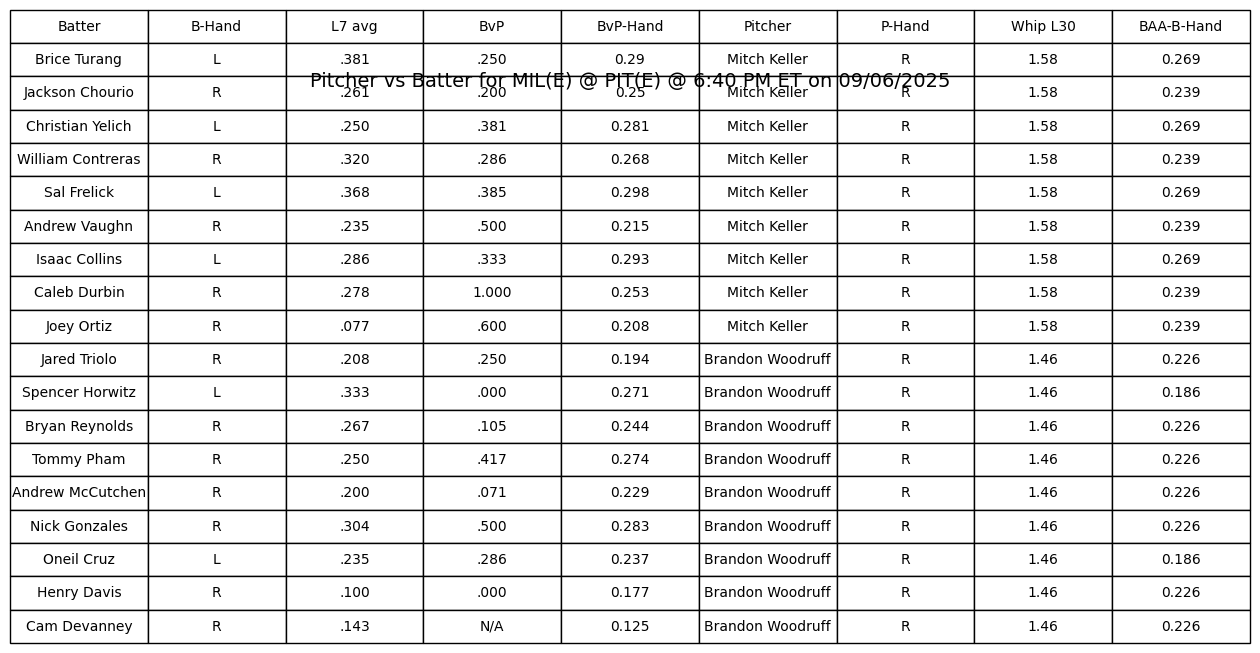 Batter B-Hand L7 avg BvP BvP-Hand Pitcher P-Hand Whip L30 BAA-B-Hand
Brice Turang L .381 .250 0.29 Mitch Keller R 1.58 0.269
Pitcher vs Batter for MIL(E) @ PIT(E) @ 6:40 PM ET on 09/06/2025
Jackson Chourio R .261 .200 0.25 Mitch Keller R 1.58 0.239
Christian Yelich L .250 .381 0.281 Mitch Keller R 1.58 0.269
William Contreras R .320 .286 0.268 Mitch Keller R 1.58 0.239
Sal Frelick L .368 .385 0.298 Mitch Keller R 1.58 0.269
Andrew Vaughn R .235 .500 0.215 Mitch Keller R 1.58 0.239
Isaac Collins L .286 .333 0.293 Mitch Keller R 1.58 0.269
Caleb Durbin R .278 1.000 0.253 Mitch Keller R 1.58 0.239
Joey Ortiz R .077 .600 0.208 Mitch Keller R 1.58 0.239
Jared Triolo R .208 .250 0.194 Brandon Woodruff R 1.46 0.226
Spencer Horwitz L .333 .000 0.271 Brandon Woodruff R 1.46 0.186
Bryan Reynolds R .267 .105 0.244 Brandon Woodruff R 1.46 0.226
Tommy Pham R .250 .417 0.274 Brandon Woodruff R 1.46 0.226
Andrew McCutchen R .200 .071 0.229 Brandon Woodruff R 1.46 0.226
Nick Gonzales R .304 .500 0.283 Brandon Woodruff R 1.46 0.226
Oneil Cruz L .235 .286 0.237 Brandon Woodruff R 1.46 0.186
Henry Davis R .100 .000 0.177 Brandon Woodruff R 1.46 0.226
Cam Devanney R .143 N/A 0.125 Brandon Woodruff R 1.46 0.226